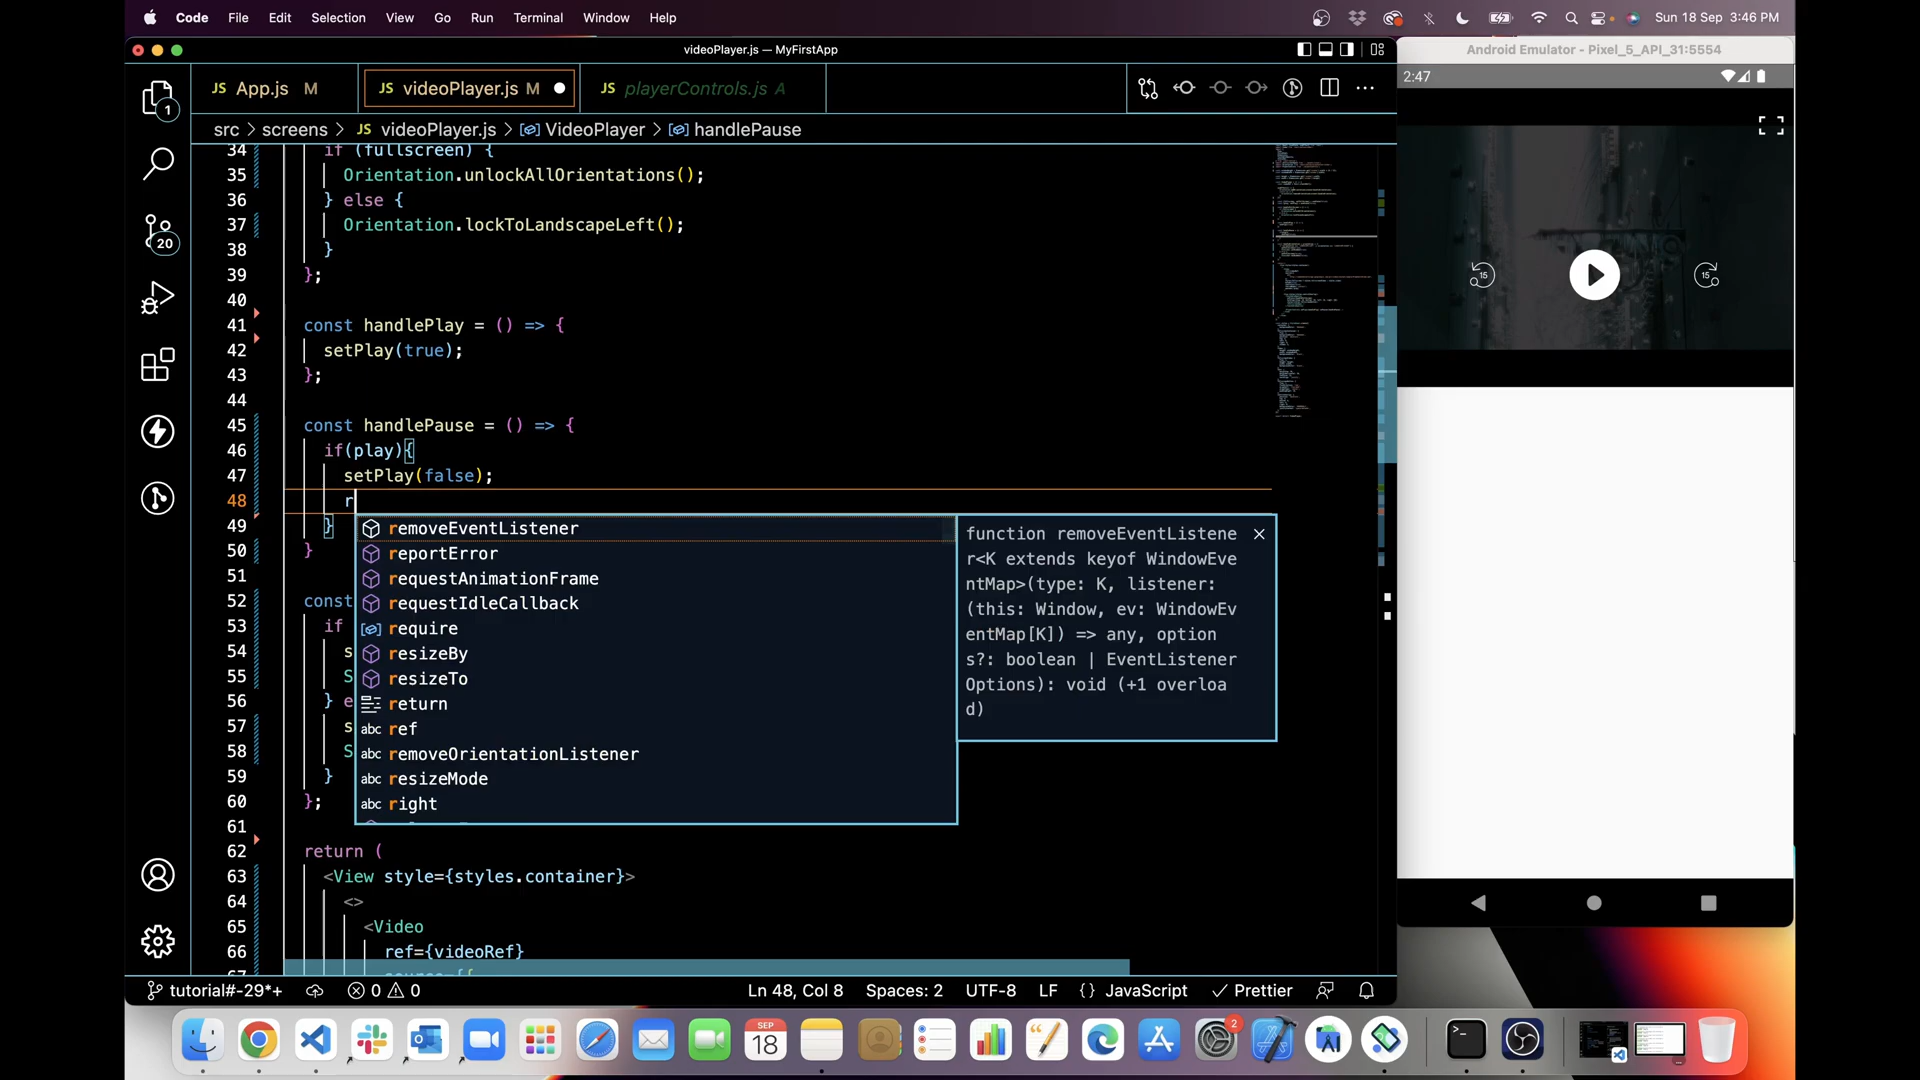 Code File Edit Selection View Go Run Terminal Window Help Sun 18 Sep 3:46 PM
videoPlayer.js — MyFirstApp
Android Emulator - Pixel_5_API_31:5554
2:47
JS App.js M JS videoPlayer.js M JS playerControls.js A
src > screens > JS videoPlayer.js > VideoPlayer > handlePause
34 if (fullscreen) {
35 Orientation.unlockAllOrientations();
36 } else {
37 Orientation.lockToLandscapeLeft();
38 }
39 };
40
41 const handlePlay = () => {
42 setPlay(true);
43 };
44
45 const handlePause = () => {
46 if(play){
47 setPlay(false);
48 r
49 }
50 }
51
52 const
53 if
54 s
55 S
56 } e
57 s
58 S
59 }
60 };
61
62 return (
63 <View style={styles.container}>
64 <>
65 <Video
66 ref={videoRef}
67 source={{
removeEventListener
reportError
requestAnimationFrame
requestIdleCallback
require
resizeBy
resizeTo
return
abc ref
abc removeOrientationListener
abc resizeMode
abc right
function removeEventListene
r<K extends keyof WindowEve
ntMap>(type: K, listener:
(this: Window, ev: WindowEv
entMap[K]) => any, option
s?: boolean | EventListener
Options): void (+1 overloa
d)
1
20
15
15
tutorial#-29*+ 0 0 Ln 48, Col 8 Spaces: 2 UTF-8 LF {} JavaScript Prettier
SEP
18
2